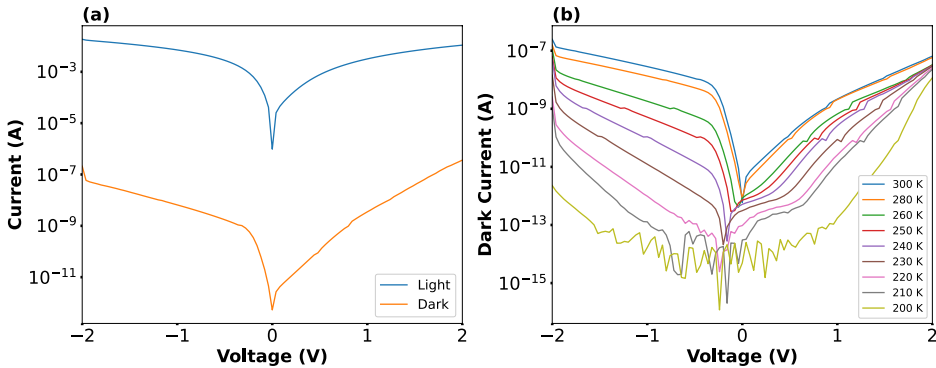 (a)
Current (A)
10⁻³
10⁻⁵
10⁻⁷
10⁻⁹
10⁻¹¹
−2
−1
0
1
2
Voltage (V)
Light
Dark
(b)
Dark Current (A)
10⁻⁷
10⁻⁹
10⁻¹¹
10⁻¹³
10⁻¹⁵
−2
−1
0
1
2
Voltage (V)
300 K
280 K
260 K
250 K
240 K
230 K
220 K
210 K
200 K